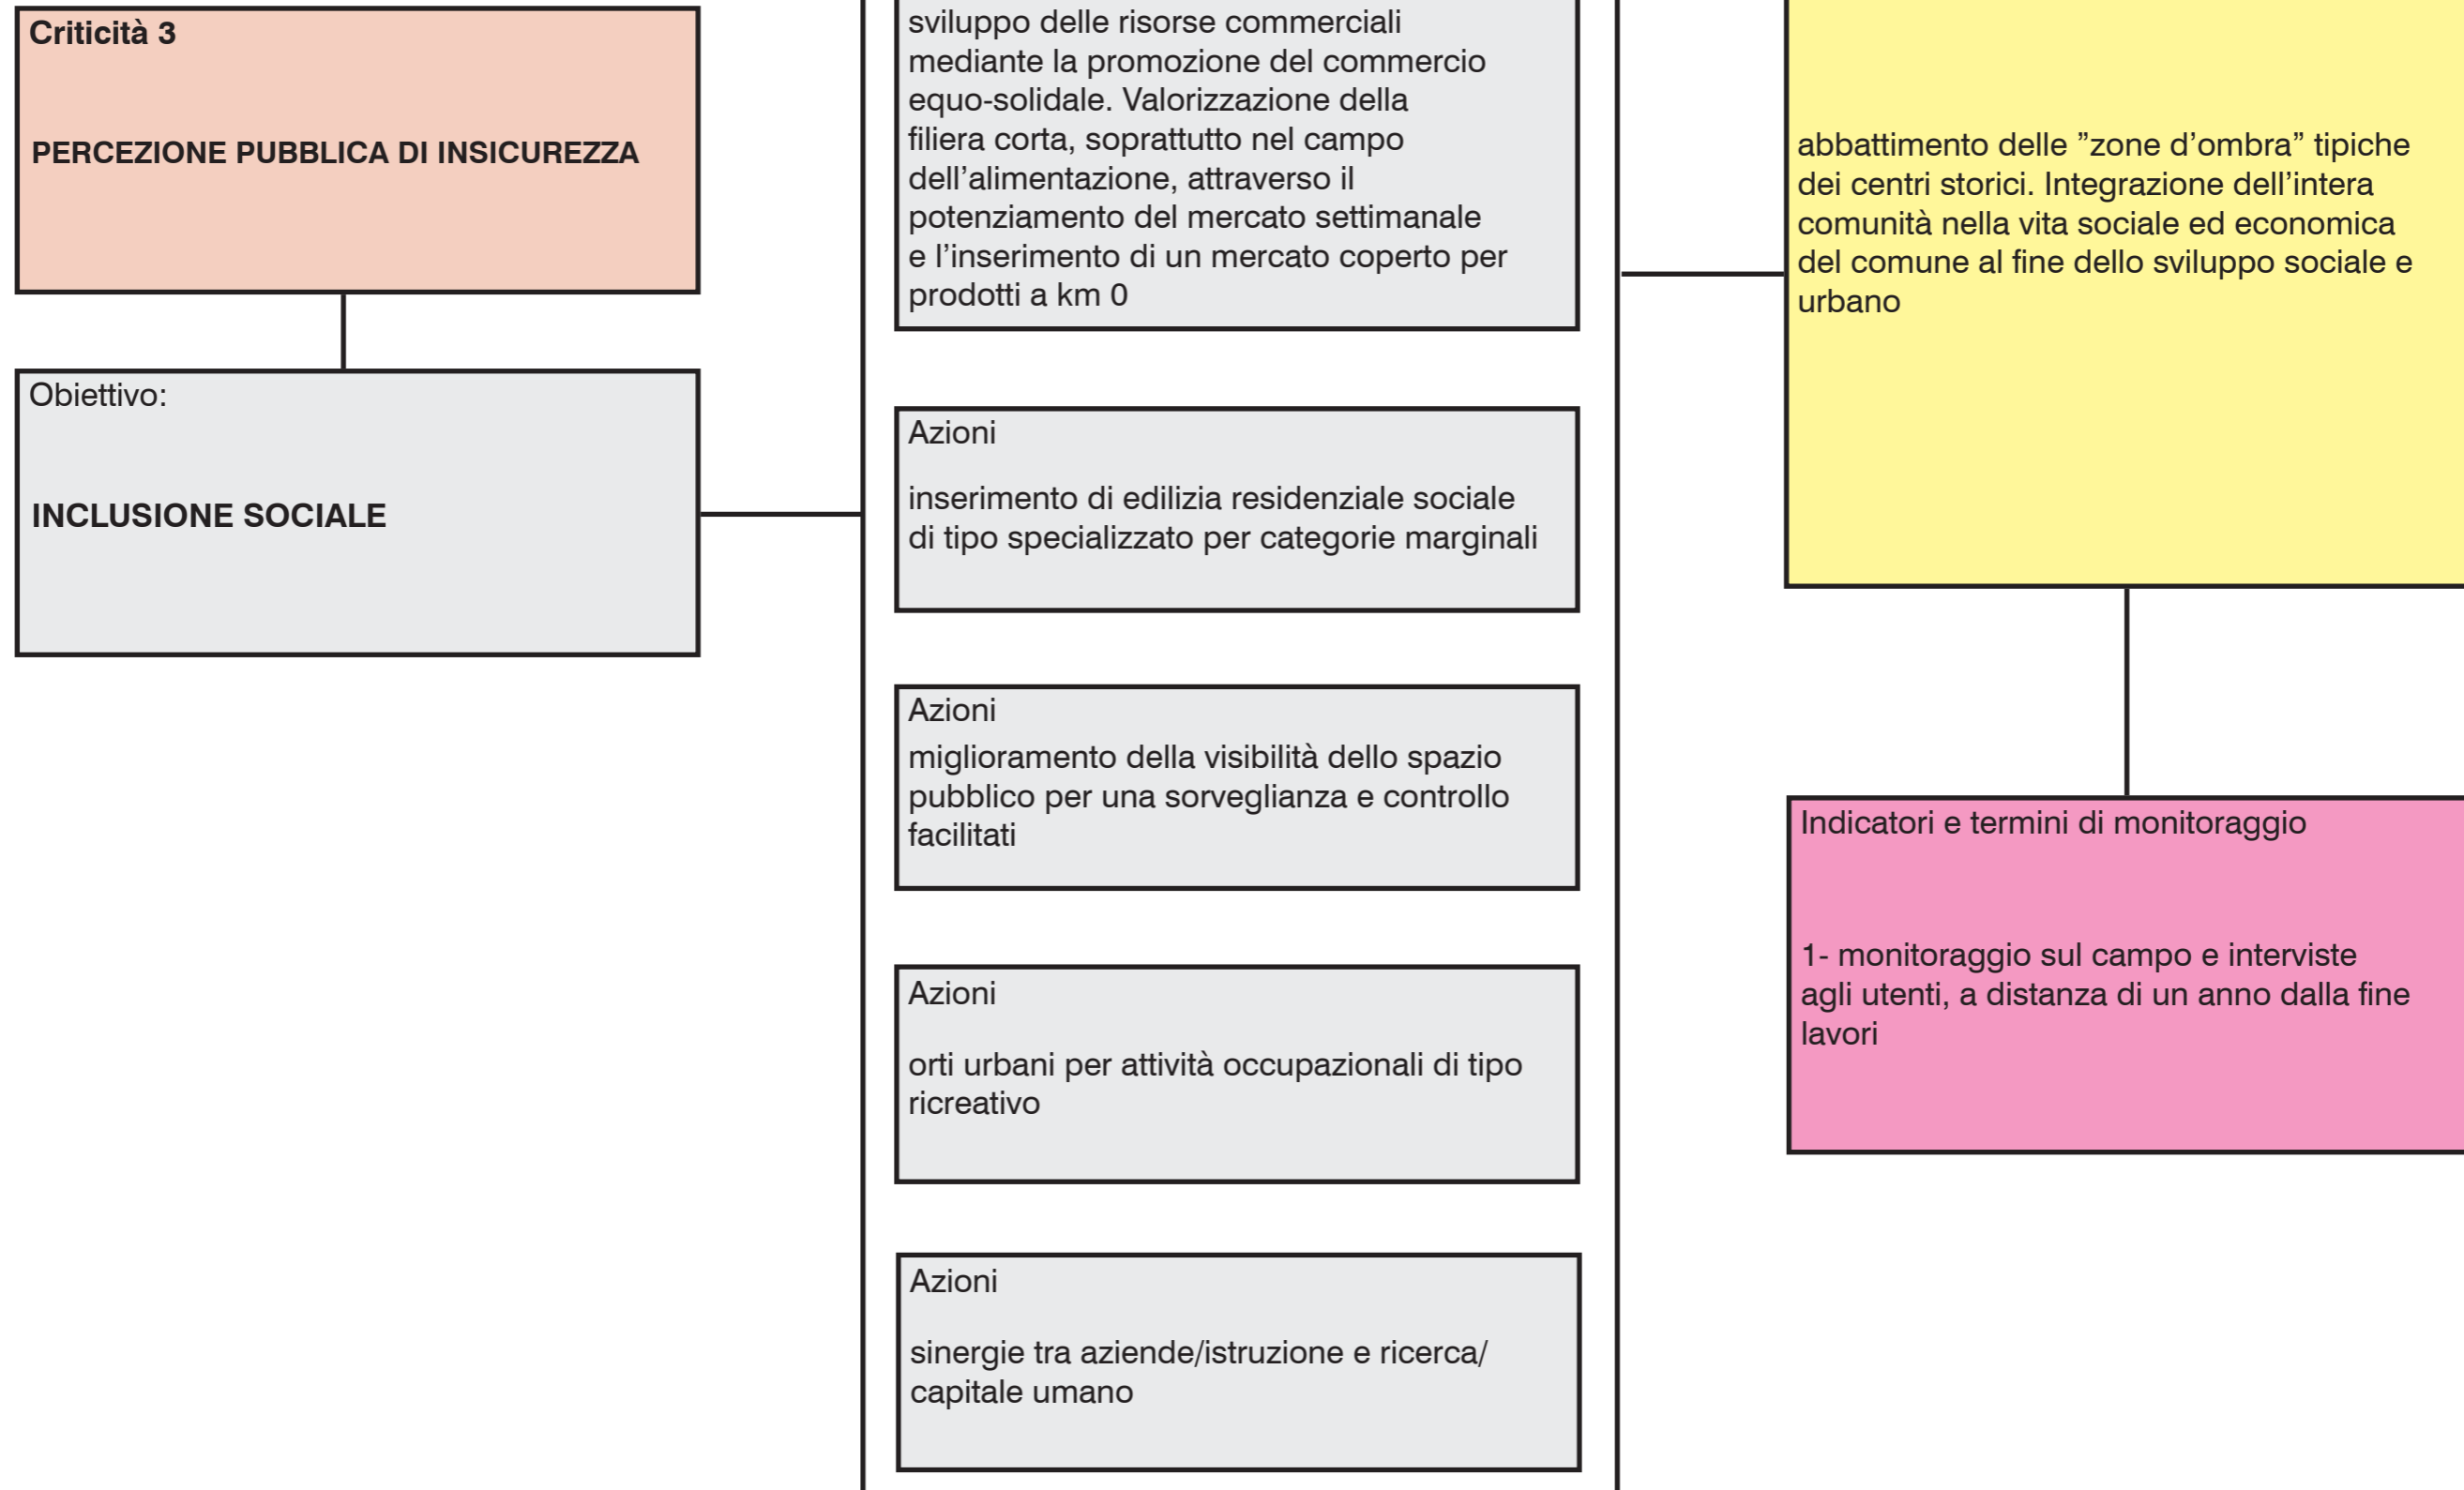 Criticità 3
PERCEZIONE PUBBLICA DI INSICUREZZA
Obiettivo:
INCLUSIONE SOCIALE
sviluppo delle risorse commerciali
mediante la promozione del commercio
equo-solidale. Valorizzazione della
filiera corta, soprattutto nel campo
dell’alimentazione, attraverso il
potenziamento del mercato settimanale
e l’inserimento di un mercato coperto per
prodotti a km 0
Azioni
inserimento di edilizia residenziale sociale
di tipo specializzato per categorie marginali
Azioni
miglioramento della visibilità dello spazio
pubblico per una sorveglianza e controllo
facilitati
Azioni
orti urbani per attività occupazionali di tipo
ricreativo
Azioni
sinergie tra aziende/istruzione e ricerca/
capitale umano
abbattimento delle ”zone d’ombra” tipiche
dei centri storici. Integrazione dell’intera
comunità nella vita sociale ed economica
del comune al fine dello sviluppo sociale e
urbano
Indicatori e termini di monitoraggio
1- monitoraggio sul campo e interviste
agli utenti, a distanza di un anno dalla fine
lavori